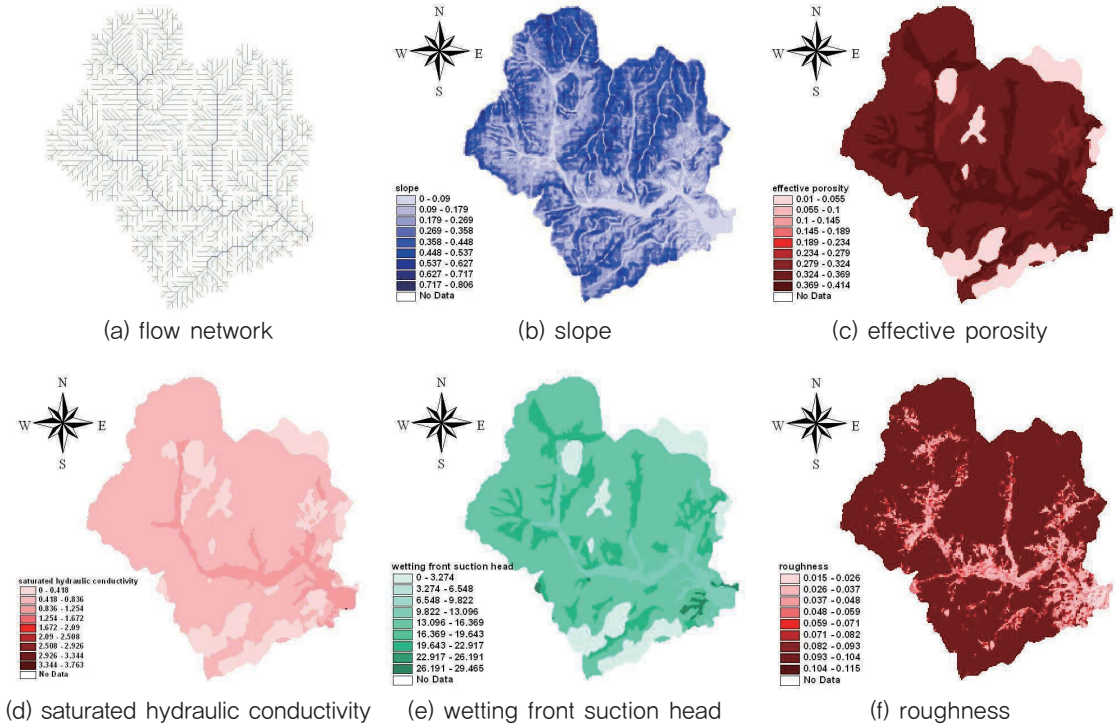 N
W E
S
(a) flow network
N
W E
S
slope
0 - 0.09
0.09 - 0.179
0.179 - 0.269
0.269 - 0.358
0.358 - 0.448
0.448 - 0.537
0.537 - 0.627
0.627 - 0.717
0.717 - 0.806
No Data
(b) slope
N
W E
S
effective porosity
0.01 - 0.055
0.055 - 0.1
0.1 - 0.145
0.145 - 0.189
0.189 - 0.234
0.234 - 0.279
0.279 - 0.324
0.324 - 0.369
0.369 - 0.414
No Data
(c) effective porosity
N
W E
S
saturated hydraulic conductivity
0 - 0.418
0.418 - 0.836
0.836 - 1.254
1.254 - 1.672
1.672 - 2.09
2.09 - 2.508
2.508 - 2.926
2.926 - 3.344
3.344 - 3.763
No Data
(d) saturated hydraulic conductivity
N
W E
S
wetting front suction head
0 - 3.274
3.274 - 6.548
6.548 - 9.822
9.822 - 13.096
13.096 - 16.369
16.369 - 19.643
19.643 - 22.917
22.917 - 26.191
26.191 - 29.465
No Data
(e) wetting front suction head
N
W E
S
roughness
0.015 - 0.026
0.026 - 0.037
0.037 - 0.048
0.048 - 0.059
0.059 - 0.071
0.071 - 0.082
0.082 - 0.093
0.093 - 0.104
0.104 - 0.115
No Data
(f) roughness